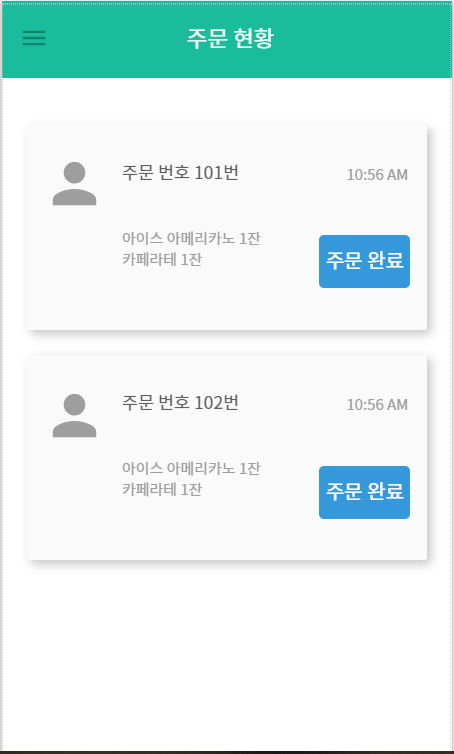 주문 현황
주문 번호 101번
10:56 AM
아이스 아메리카노 1잔
카페라테 1잔
주문 완료
주문 번호 102번
10:56 AM
아이스 아메리카노 1잔
카페라테 1잔
주문 완료